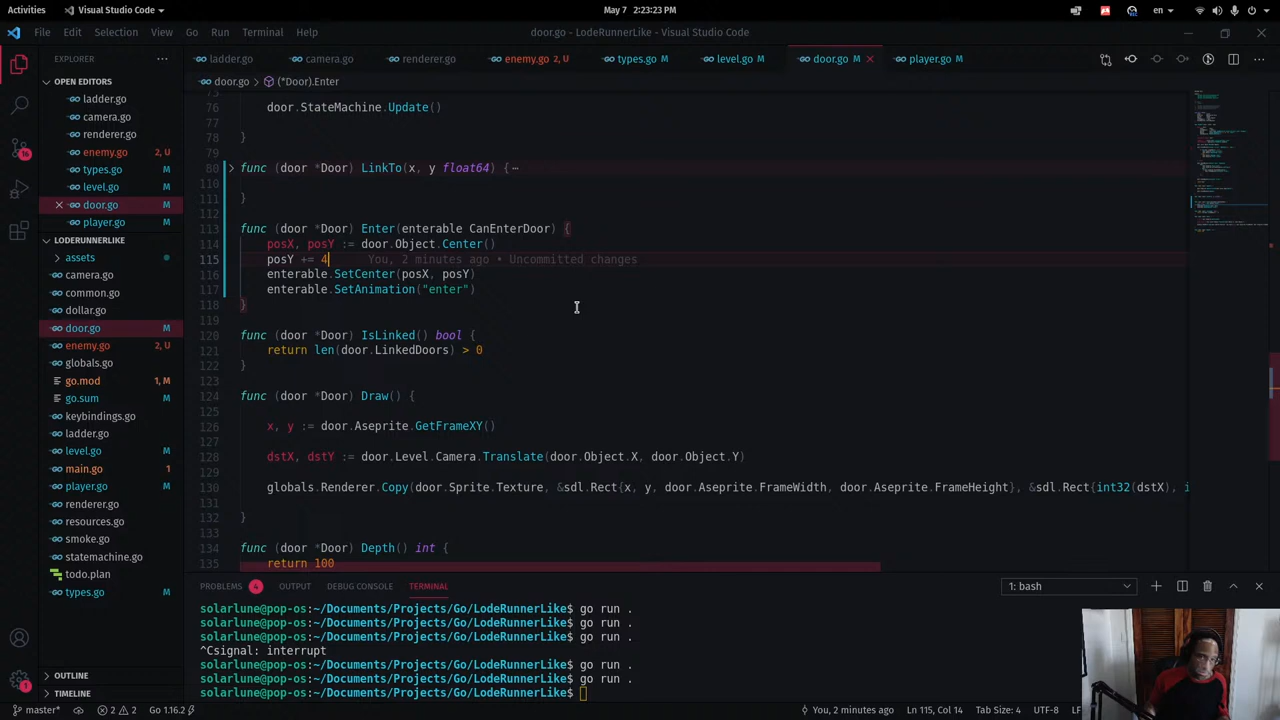 Activities
Visual Studio Code
May 7  2:23:23 PM
en
File Edit Selection View Go Run Terminal Help
door.go - LodeRunnerLike - Visual Studio Code
EXPLORER
ladder.go
camera.go
renderer.go
enemy.go 2, U
types.go M
level.go M
door.go M
player.go M
OPEN EDITORS
ladder.go
camera.go
renderer.go
enemy.go 2, U
types.go M
level.go M
door.go M
player.go M
LODERUNNERLIKE
assets
camera.go
common.go
dollar.go
door.go M
enemy.go 2, U
globals.go
go.mod 1, M
go.sum M
keybindings.go
ladder.go
level.go M
main.go 1
player.go M
renderer.go
resources.go
smoke.go
statemachine.go
todo.plan
types.go M
OUTLINE
TIMELINE
16
1
door.go > (*Door).Enter
75
76 door.StateMachine.Update()
77
78 }
79
80 func (door *Door) LinkTo(x, y float64) {⋯
110
111 }
112
113 func (door *Door) Enter(enterable CanEnterDoor) {
114 posX, posY := door.Object.Center()
115 posY += 4 You, 2 minutes ago • Uncommitted changes
116 enterable.SetCenter(posX, posY)
117 enterable.SetAnimation("enter")
118 }
119
120 func (door *Door) IsLinked() bool {
121 return len(door.LinkedDoors) > 0
122 }
123
124 func (door *Door) Draw() {
125
126 x, y := door.Aseprite.GetFrameXY()
127
128 dstX, dstY := door.Level.Camera.Translate(door.Object.X, door.Object.Y)
129
130 globals.Renderer.Copy(door.Sprite.Texture, &sdl.Rect{x, y, door.Aseprite.FrameWidth, door.Aseprite.FrameHeight}, &sdl.Rect{int32(dstX), i
131
132 }
133
134 func (door *Door) Depth() int {
135 return 100
PROBLEMS 4 OUTPUT DEBUG CONSOLE TERMINAL
1: bash
solarlune@pop-os:~/Documents/Projects/Go/LodeRunnerLike$ go run .
solarlune@pop-os:~/Documents/Projects/Go/LodeRunnerLike$ go run .
solarlune@pop-os:~/Documents/Projects/Go/LodeRunnerLike$ go run .
^Csignal: interrupt
solarlune@pop-os:~/Documents/Projects/Go/LodeRunnerLike$ go run .
solarlune@pop-os:~/Documents/Projects/Go/LodeRunnerLike$ go run .
solarlune@pop-os:~/Documents/Projects/Go/LodeRunnerLike$
master* 2 2 Go 1.16.2
You, 2 minutes ago Ln 115, Col 14 Tab Size: 4 UTF-8 LF